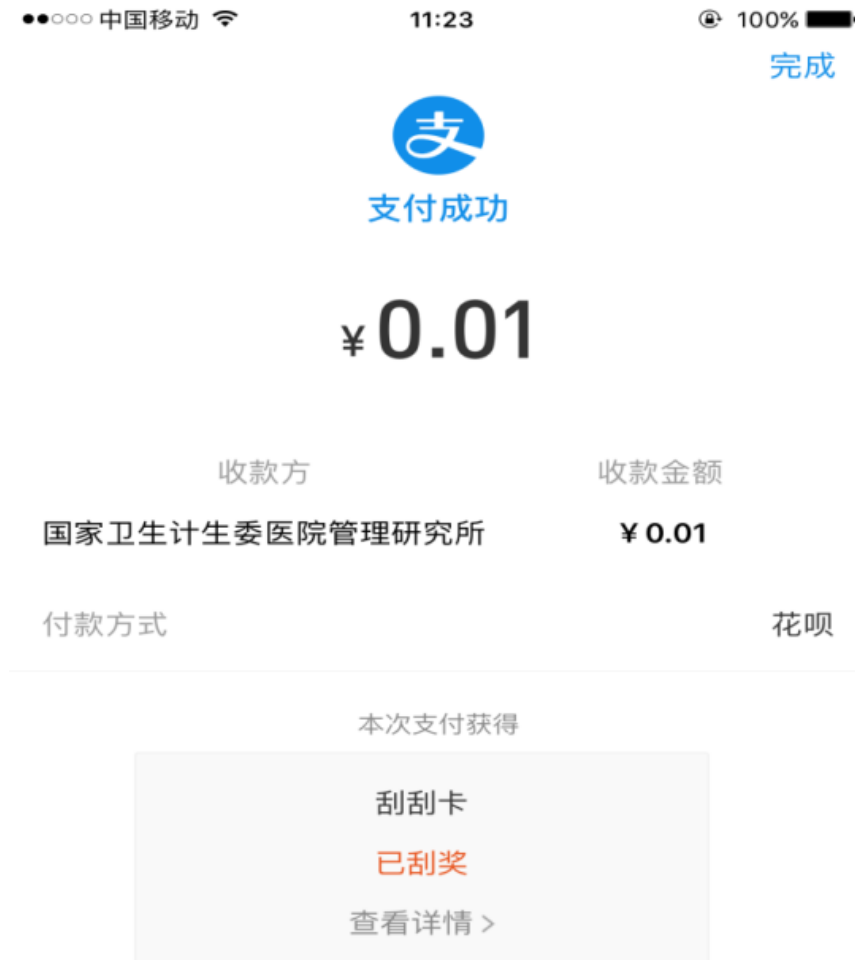 中国移动 11:23 100%
完成
支
支付成功
¥0.01
收款方 收款金额
国家卫生计生委医院管理研究所 ¥0.01
付款方式 花呗
本次支付获得
刮刮卡
已刮奖
查看详情 >